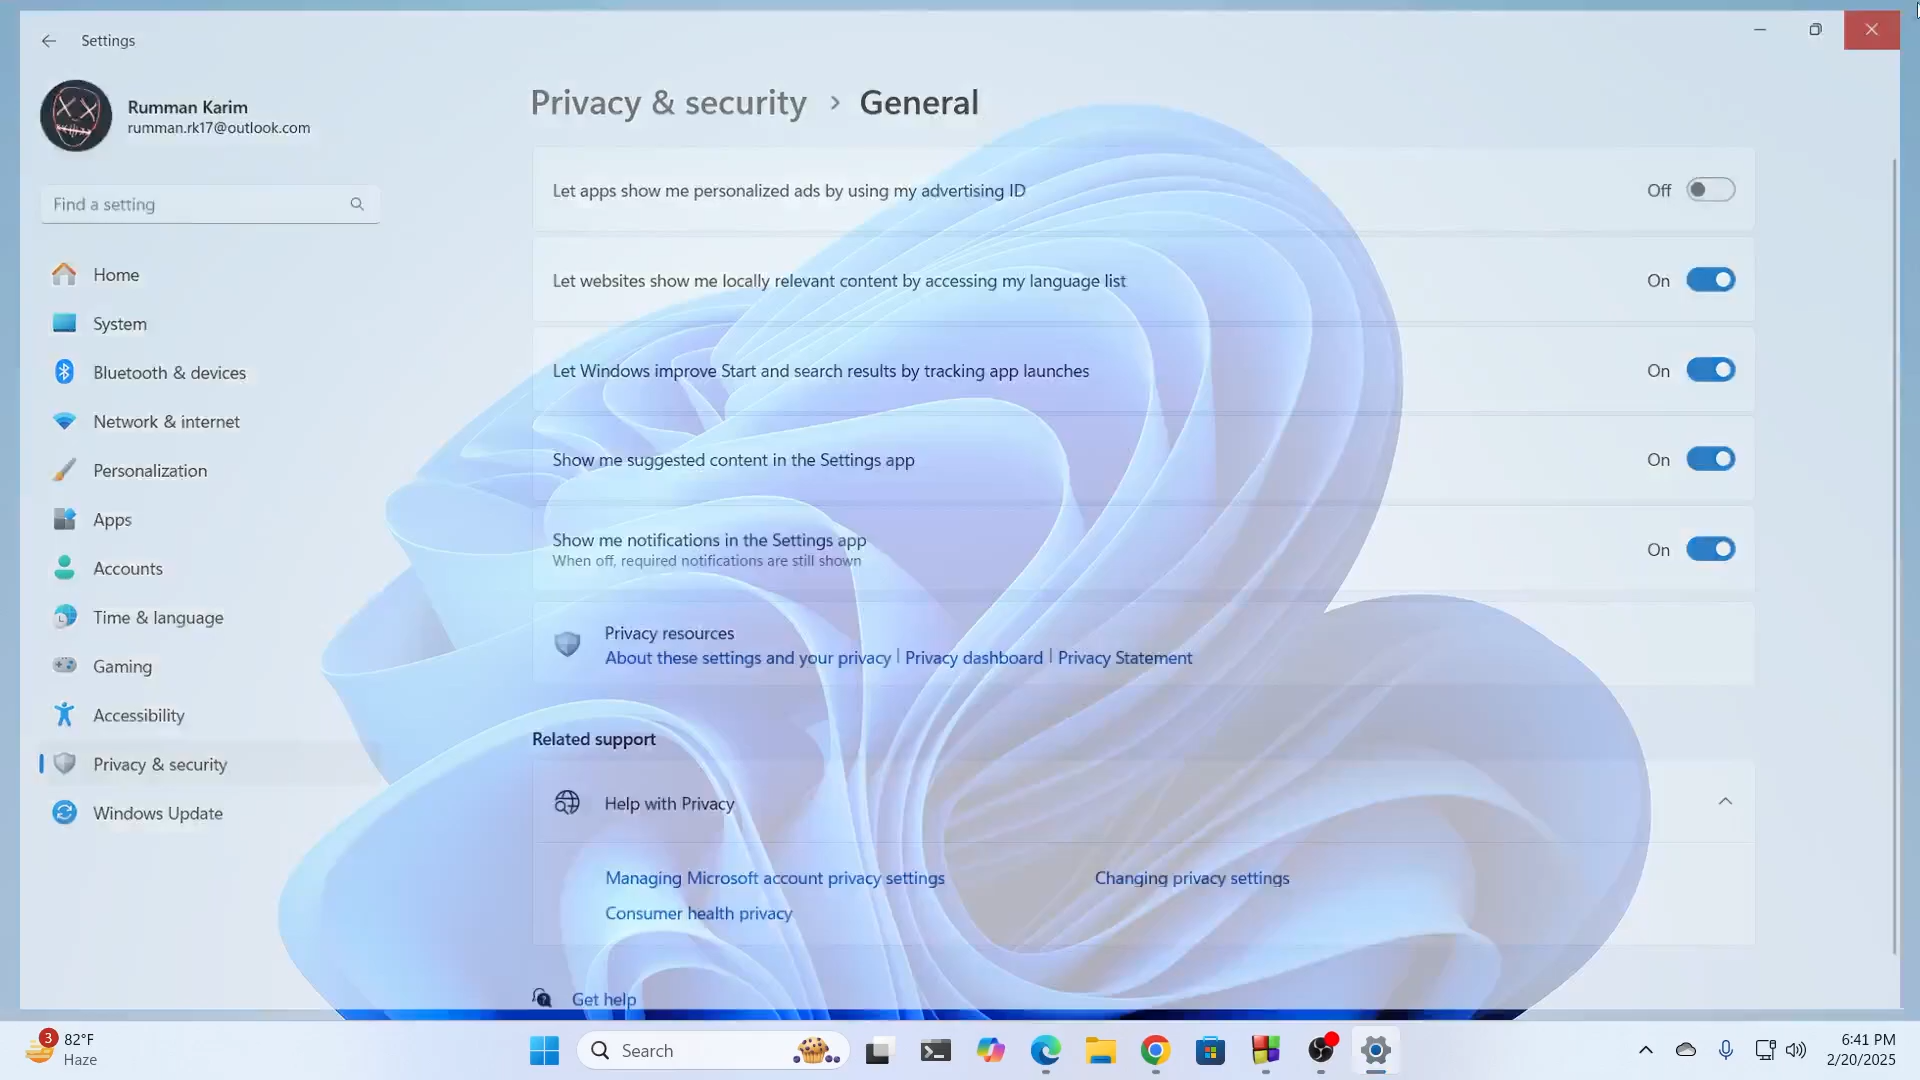 Settings
Rumman Karim
rumman.rk17@outlook.com
Find a setting
Home
System
Bluetooth & devices
Network & internet
Personalization
Apps
Accounts
Time & language
Gaming
Accessibility
Privacy & security
Windows Update
Privacy & security > General
Let apps show me personalized ads by using my advertising ID
Off
Let websites show me locally relevant content by accessing my language list
On
Let Windows improve Start and search results by tracking app launches
On
Show me suggested content in the Settings app
On
Show me notifications in the Settings app
When off, required notifications are still shown
On
Privacy resources
About these settings and your privacy | Privacy dashboard | Privacy Statement
Related support
Help with Privacy
Managing Microsoft account privacy settings
Changing privacy settings
Consumer health privacy
Get help
3
82°F
Haze
Search
6:41 PM
2/20/2025